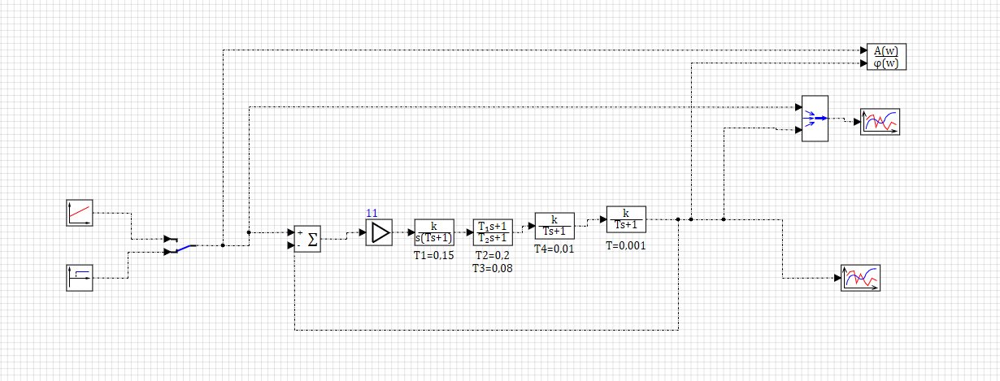 A(w)
φ(w)
11
+
-
Σ
k
s(Ts+1)
T₁s+1
T₂s+1
k
Ts+1
k
Ts+1
T1=0,15
T2=0,2
T3=0,08
T4=0,01
T=0,001